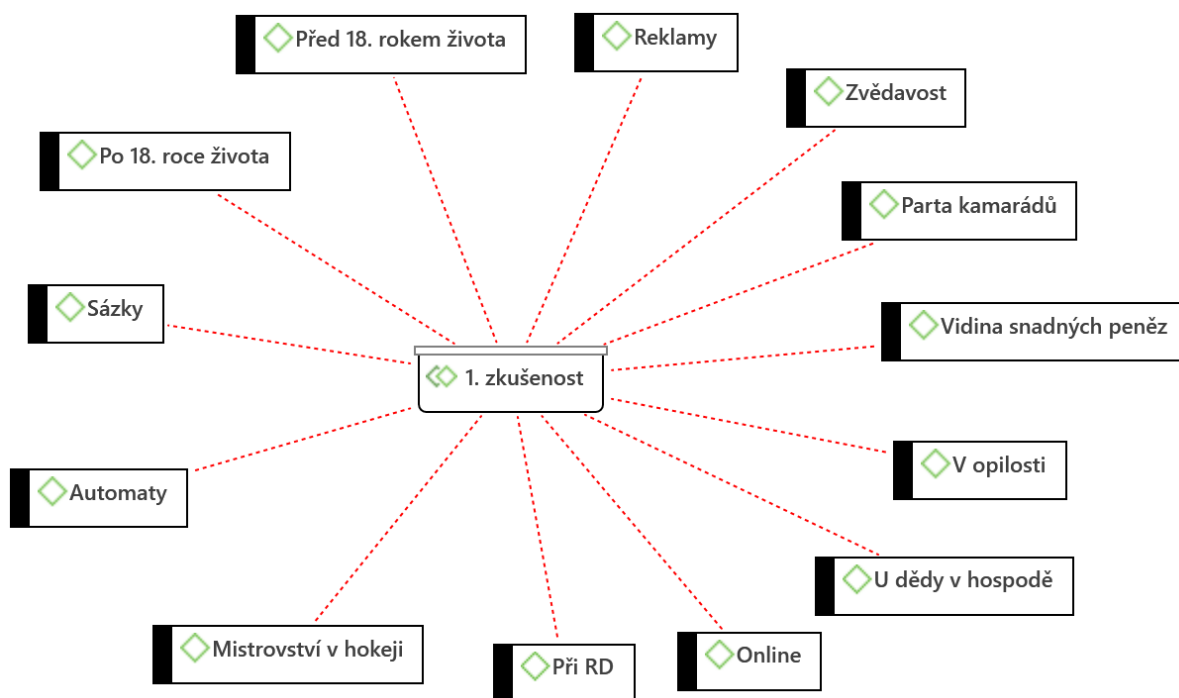 Před 18. rokem života
Reklamy
Zvědavost
Po 18. roce života
Parta kamarádů
Sázky
Vidina snadných peněz
1. zkušenost
V opilosti
Automaty
U dědy v hospodě
Mistrovství v hokeji
Při RD
Online